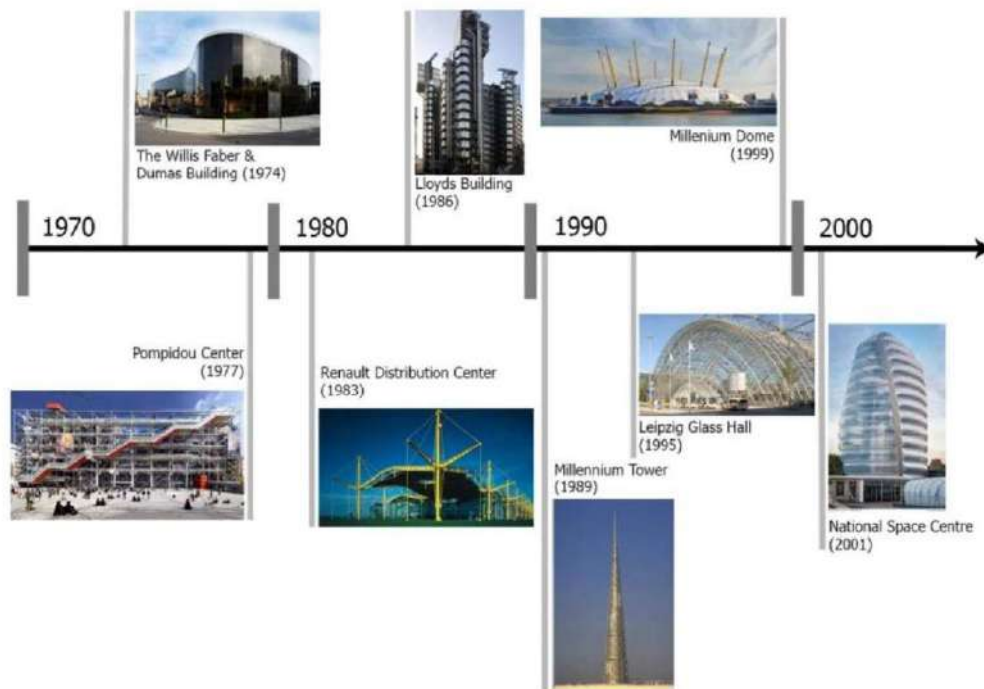 The Willis Faber &
Dumas Building (1974)
Lloyds Building
(1986)
Millenium Dome
(1999)
1970
1980
1990
2000
Pompidou Center
(1977)
Renault Distribution Center
(1983)
Millennium Tower
(1989)
Leipzig Glass Hall
(1995)
National Space Centre
(2001)